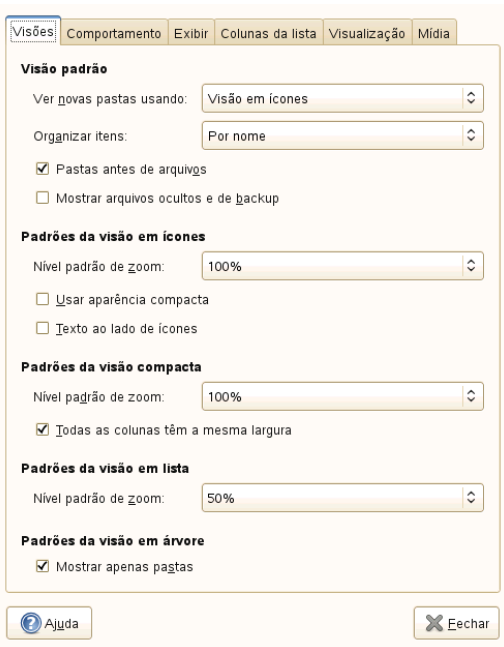 Visões Comportamento Exibir Colunas da lista Visualização Mídia
Visão padrão
Ver novas pastas usando: Visão em ícones
Organizar itens: Por nome
Pastas antes de arquivos
Mostrar arquivos ocultos e de backup
Padrões da visão em ícones
Nível padrão de zoom: 100%
Usar aparência compacta
Texto ao lado de ícones
Padrões da visão compacta
Nível padrão de zoom: 100%
Todas as colunas têm a mesma largura
Padrões da visão em lista
Nível padrão de zoom: 50%
Padrões da visão em árvore
Mostrar apenas pastas
Ajuda Fechar